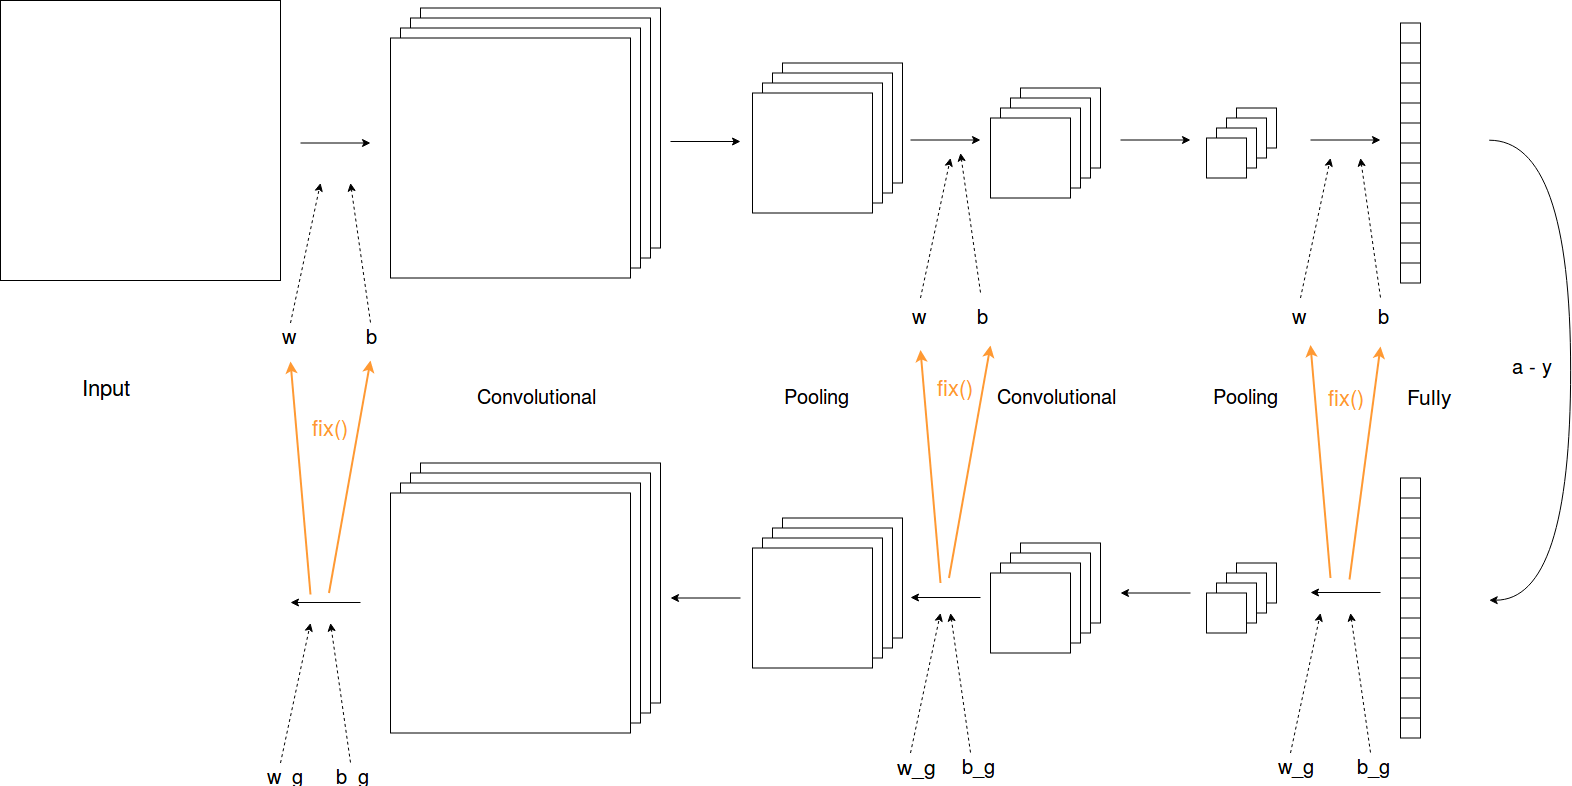 w b
w b
w b
a - y
Input
Convolutional
Pooling
fix()
Convolutional
Pooling
fix()
Fully
fix()
w_g b_g
w_g b_g
w_g b_g